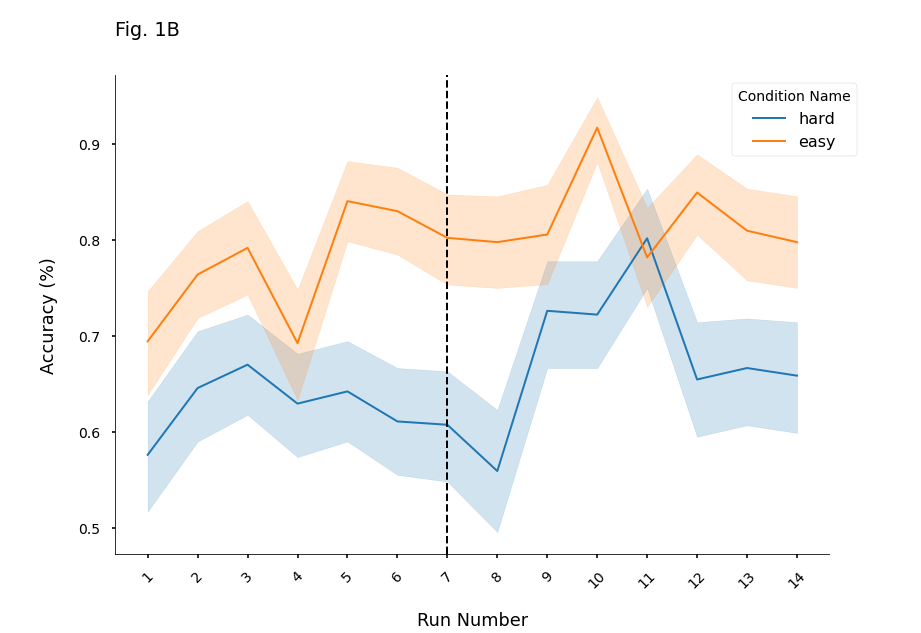 Fig. 1B
Condition Name
hard
easy
0.9
0.8
0.7
0.6
0.5
Accuracy (%)
1 2 3 4 5 6 7 8 9 10 11 12 13 14
Run Number